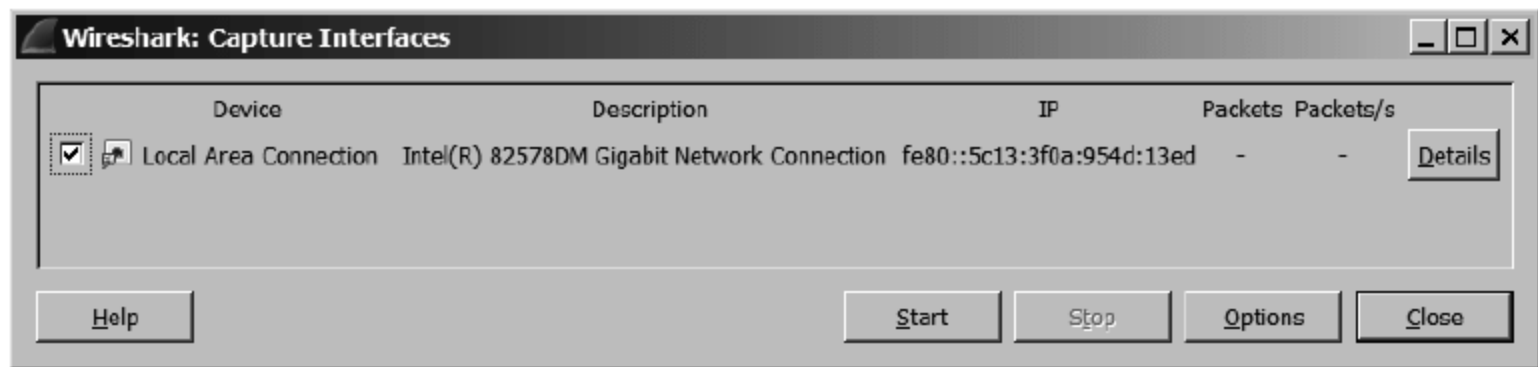 Wireshark: Capture Interfaces
Device Description IP Packets Packets/s
Local Area Connection Intel(R) 82578DM Gigabit Network Connection fe80::5c13:3f0a:954d:13ed - - Details
Help Start Stop Options Close